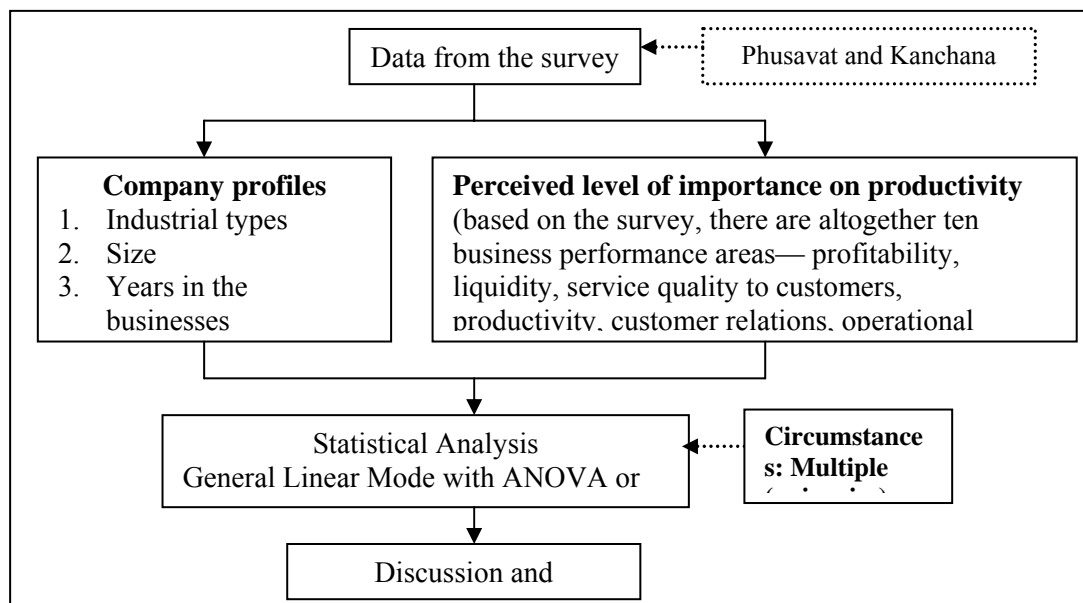 Data from the survey
Phusavat and Kanchana
Company profiles
1. Industrial types
2. Size
3. Years in the
businesses
Perceived level of importance on productivity
(based on the survey, there are altogether ten
business performance areas— profitability,
liquidity, service quality to customers,
productivity, customer relations, operational
Statistical Analysis
General Linear Mode with ANOVA or
Circumstance
s: Multiple
Discussion and